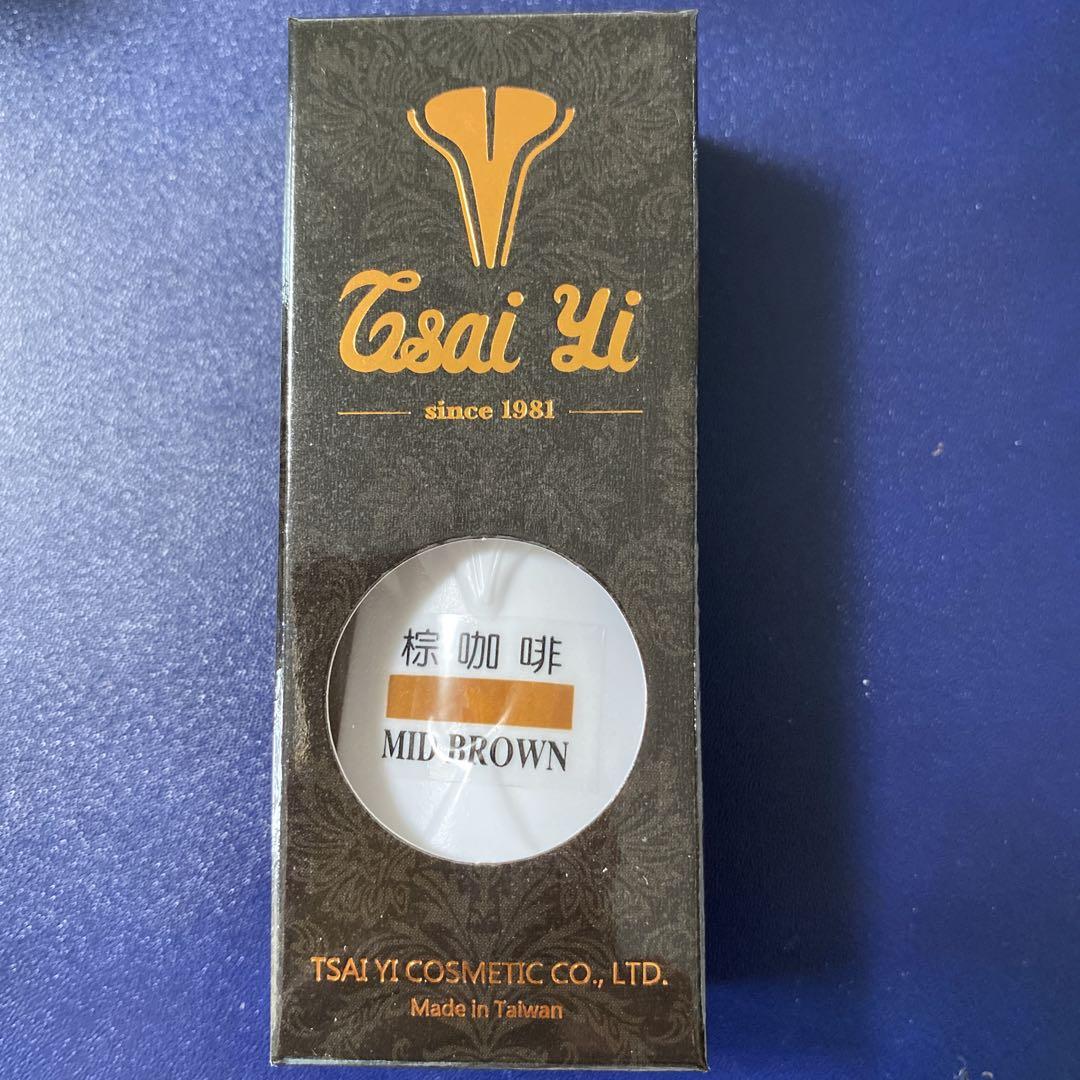 Tsai Yi
since 1981
棕咖啡
MID BROWN
TSAI YI COSMETIC CO., LTD.
Made in Taiwan